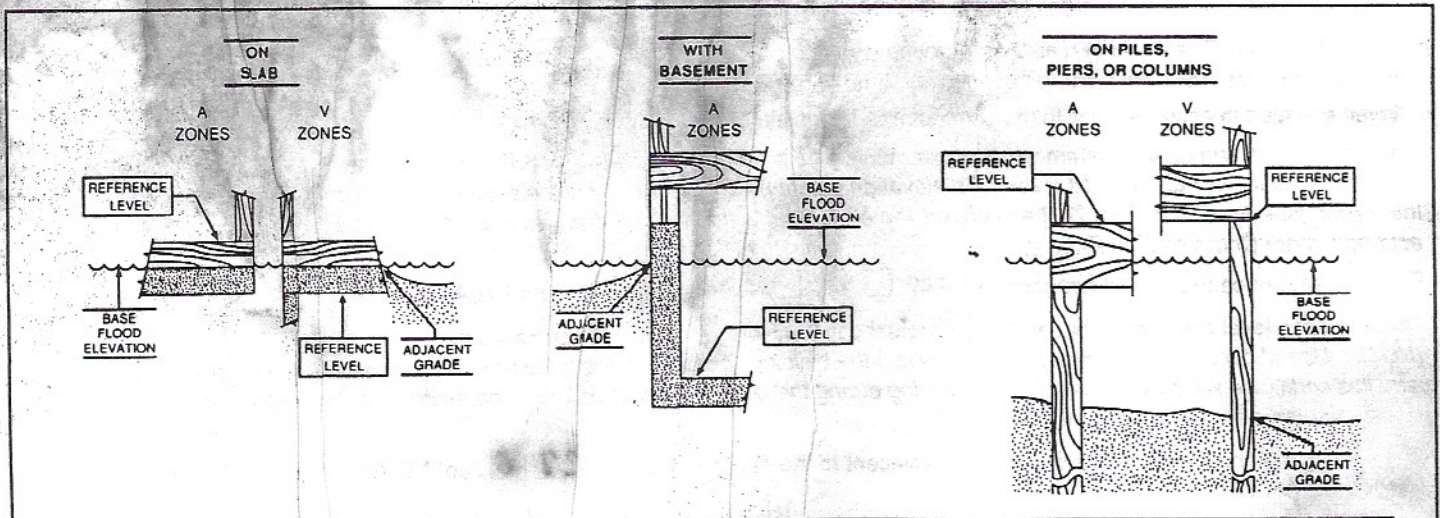 ON
SLAB
A
ZONES
V
ZONES
REFERENCE
LEVEL
BASE
FLOOD
ELEVATION
REFERENCE
LEVEL
ADJACENT
GRADE
WITH
BASEMENT
A
ZONES
BASE
FLOOD
ELEVATION
ADJACENT
GRADE
REFERENCE
LEVEL
ON PILES,
PIERS, OR COLUMNS
A
ZONES
V
ZONES
REFERENCE
LEVEL
REFERENCE
LEVEL
BASE
FLOOD
ELEVATION
ADJACENT
GRADE